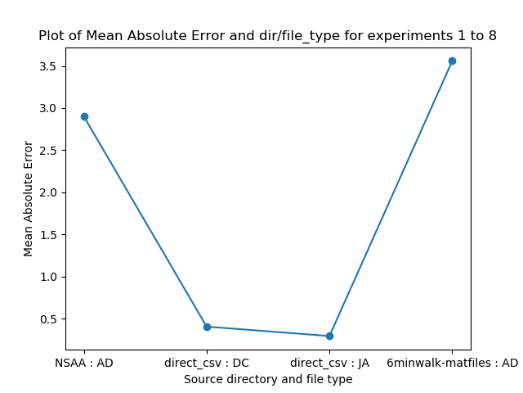 Plot of Mean Absolute Error and dir/file_type for experiments 1 to 8
3.5
3.0
2.5
2.0
1.5
1.0
0.5
Mean Absolute Error
NSAA : AD direct_csv : DC direct_csv : JA 6minwalk-matfiles : AD
Source directory and file type